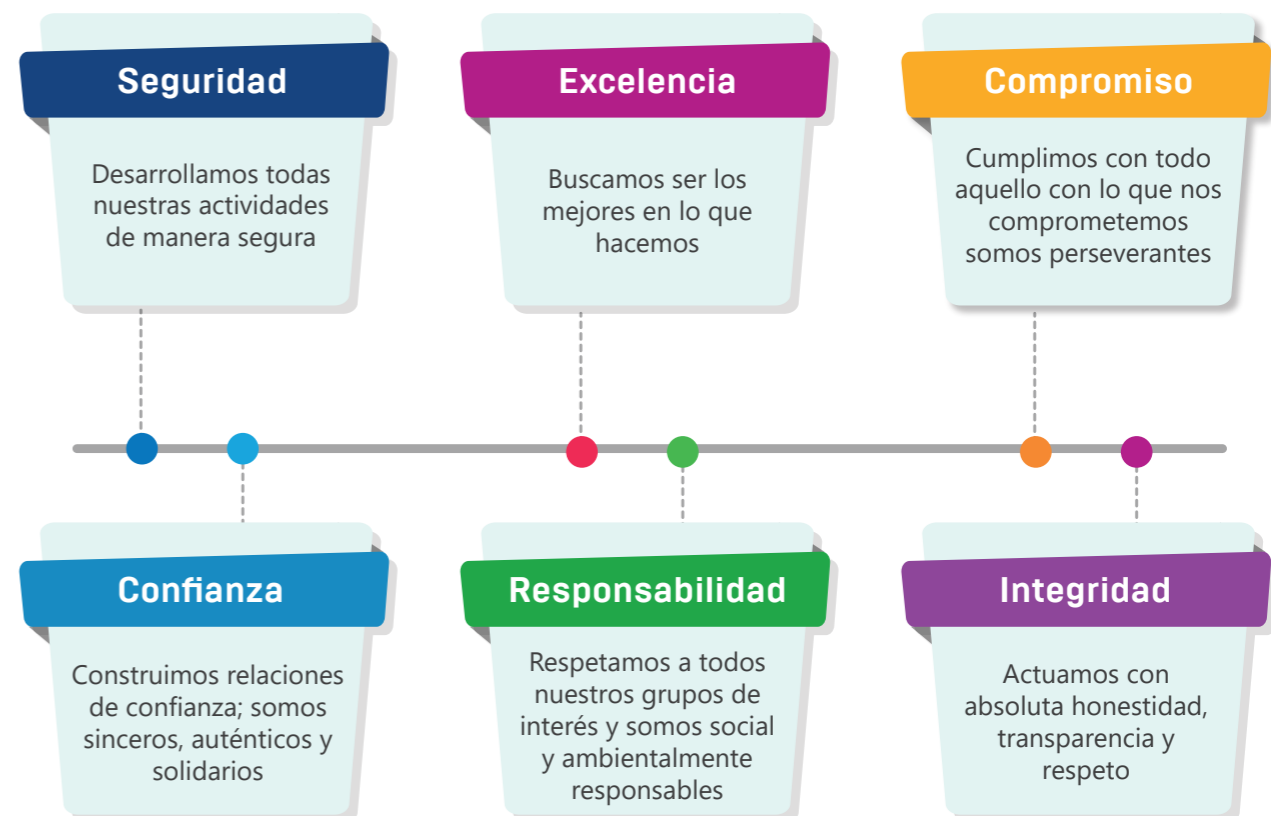 Seguridad
Desarrollamos todas
nuestras actividades
de manera segura
Excelencia
Buscamos ser los
mejores en lo que
hacemos
Compromiso
Cumplimos con todo
aquello con lo que nos
comprometemos
somos perseverantes
Confianza
Construimos relaciones
de confianza; somos
sinceros, auténticos y
solidarios
Responsabilidad
Respetamos a todos
nuestros grupos de
interés y somos social
y ambientalmente
responsables
Integridad
Actuamos con
absoluta honestidad,
transparencia y
respeto